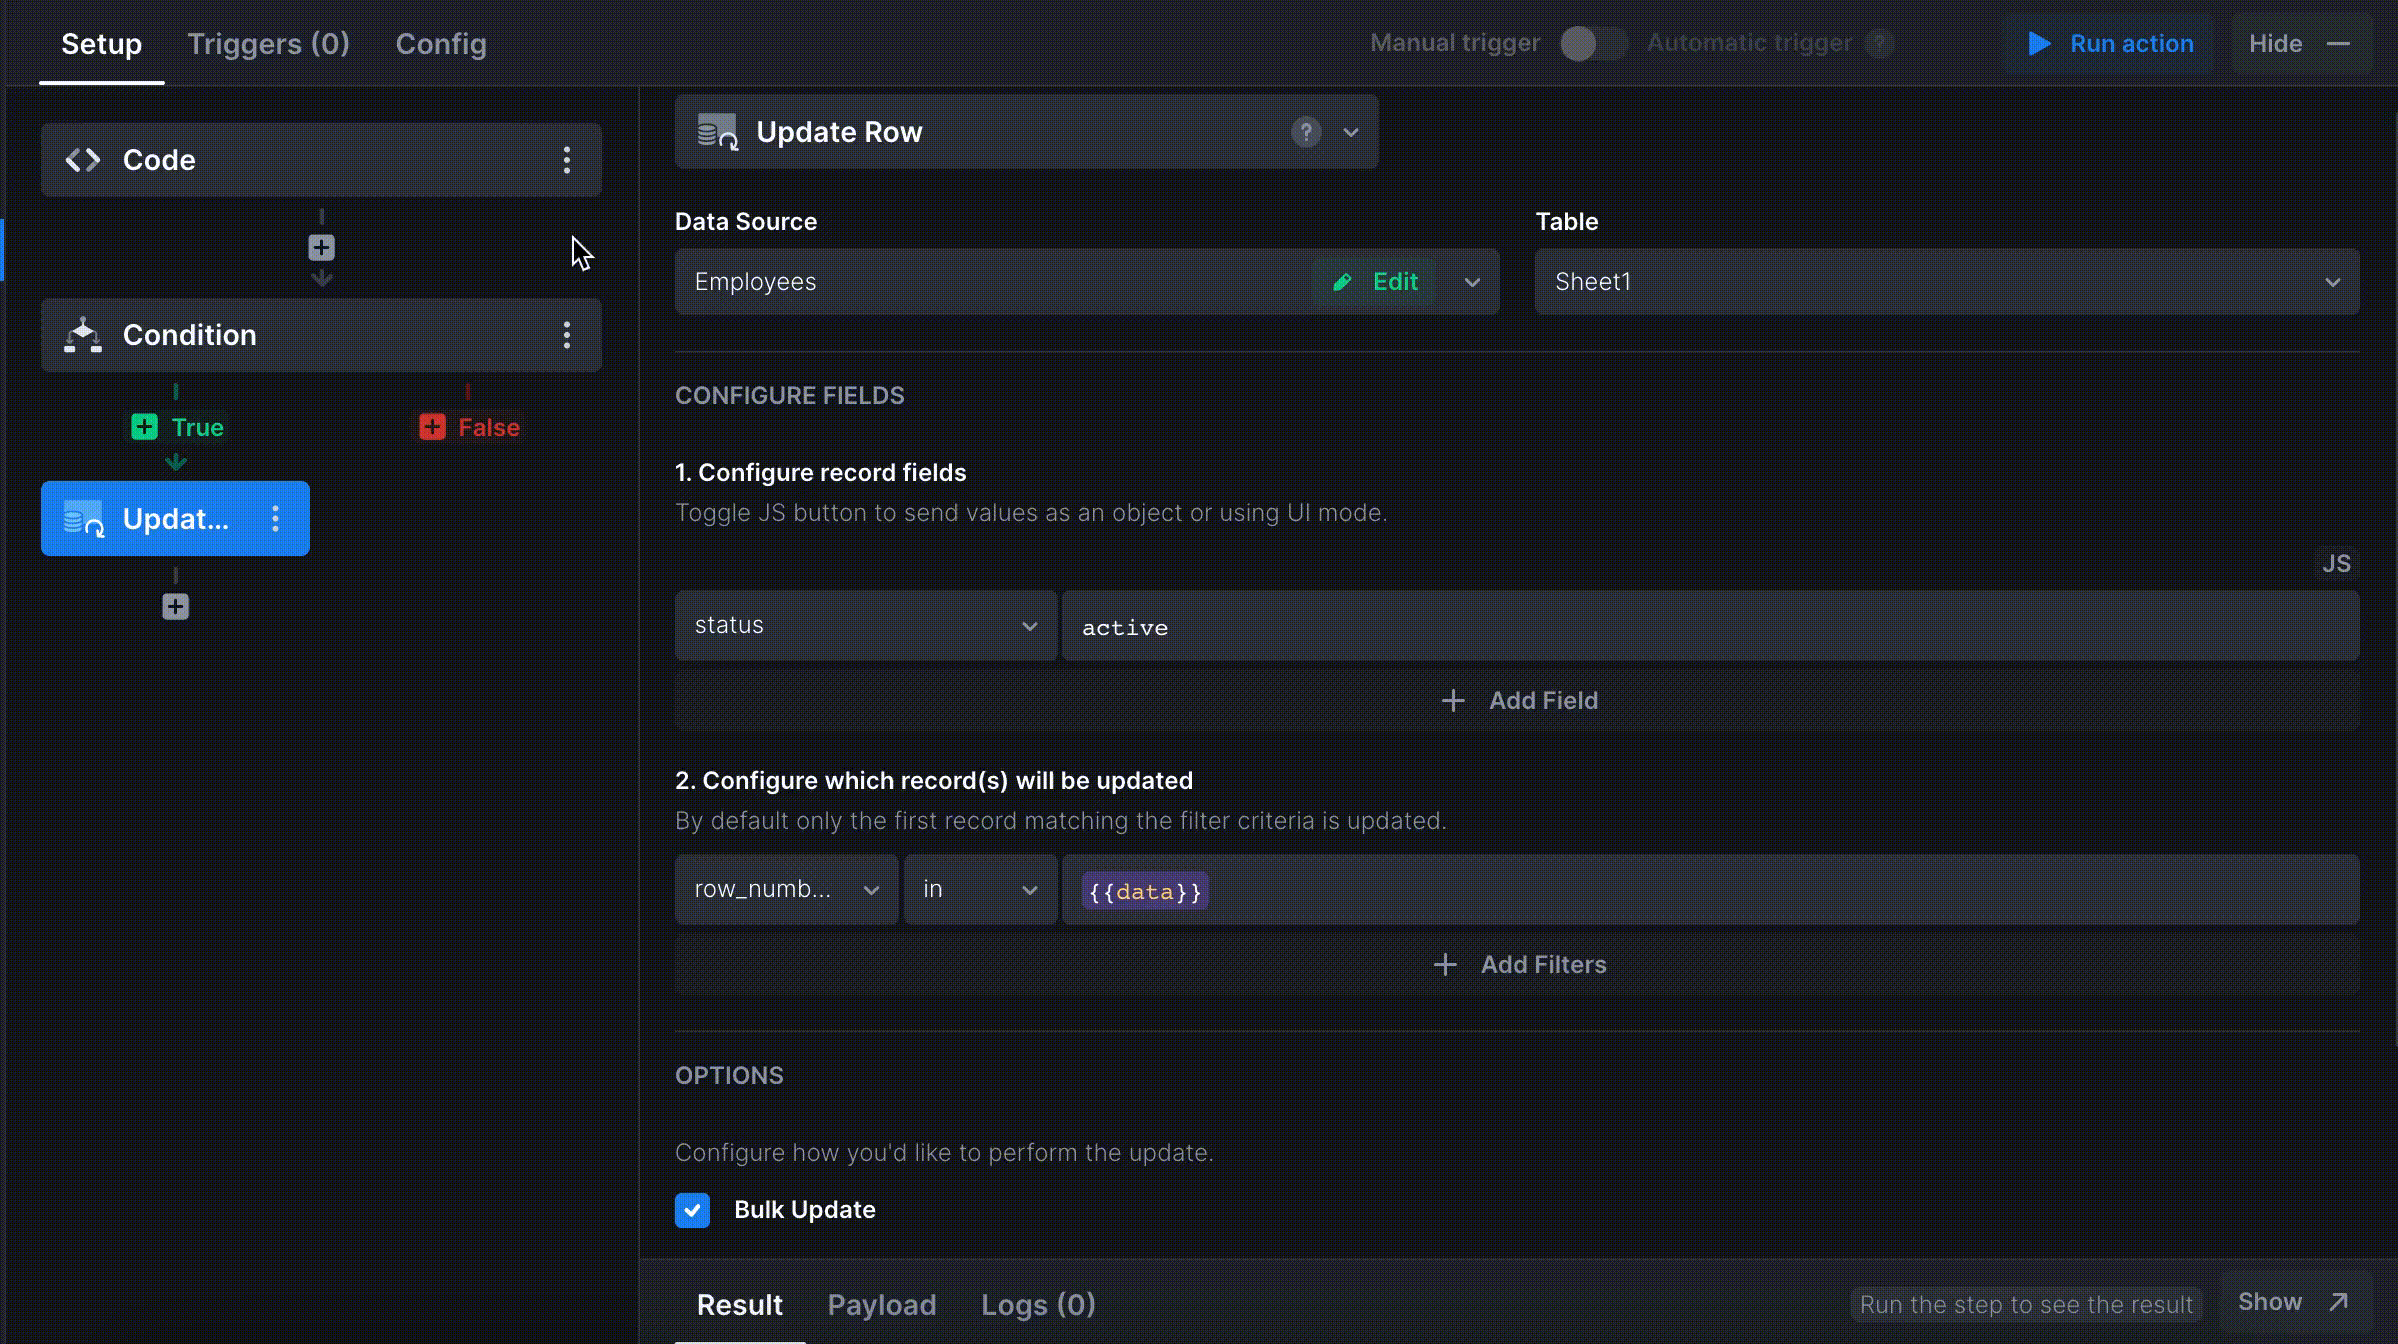 Setup Triggers (0) Config Manual trigger Automatic trigger ? Run action Hide
Code
Condition
True False
Updat...
Update Row ?
Data Source Table
Employees Edit Sheet1
CONFIGURE FIELDS
1. Configure record fields
Toggle JS button to send values as an object or using UI mode.
JS
status active
Add Field
2. Configure which record(s) will be updated
By default only the first record matching the filter criteria is updated.
row_numb... in {{data}}
Add Filters
OPTIONS
Configure how you'd like to perform the update.
Bulk Update
Result Payload Logs (0) Run the step to see the result Show